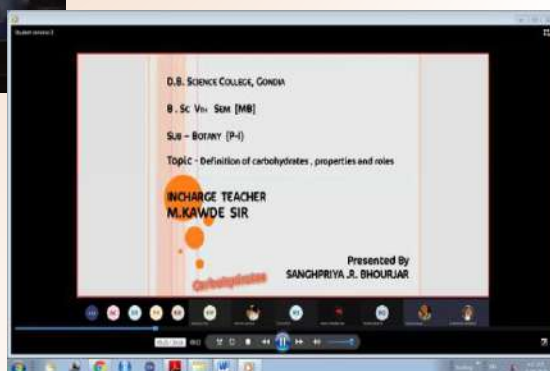 D.B. SCIENCE COLLEGE, GONDIA
B. SC VTH SEM [MB]
SUB – BOTANY (P-I)
Topic - Definition of carbohydrates, properties and roles
INCHARGE TEACHER
M.KAWDE SIR
Presented By
SANGHPRIYA .R. BHOURJAR
Carbohydrates